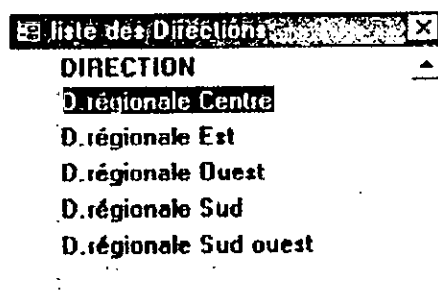 liste des Directions
DIRECTION
D.régionale Centre
D.régionale Est
D.régionale Ouest
D.régionale Sud
D.régionale Sud ouest